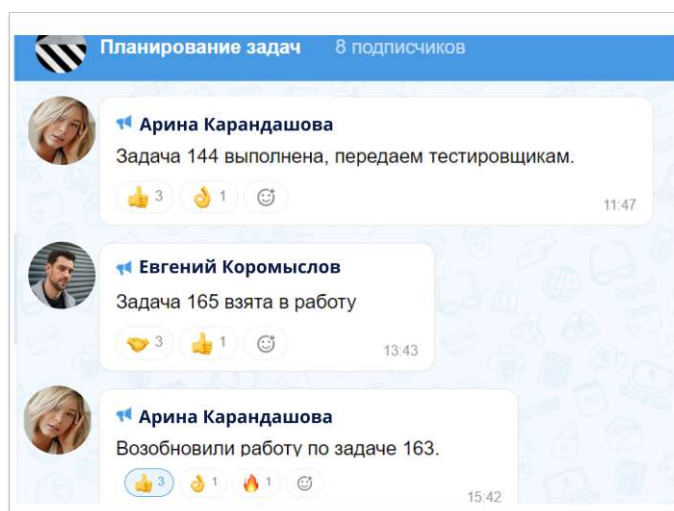 Планирование задач 8 подписчиков
Арина Карандашова
Задача 144 выполнена, передаем тестировщикам.
3 1
11:47
Евгений Коромыслов
Задача 165 взята в работу
3 1
13:43
Арина Карандашова
Возобновили работу по задаче 163.
3 1 1
15:42